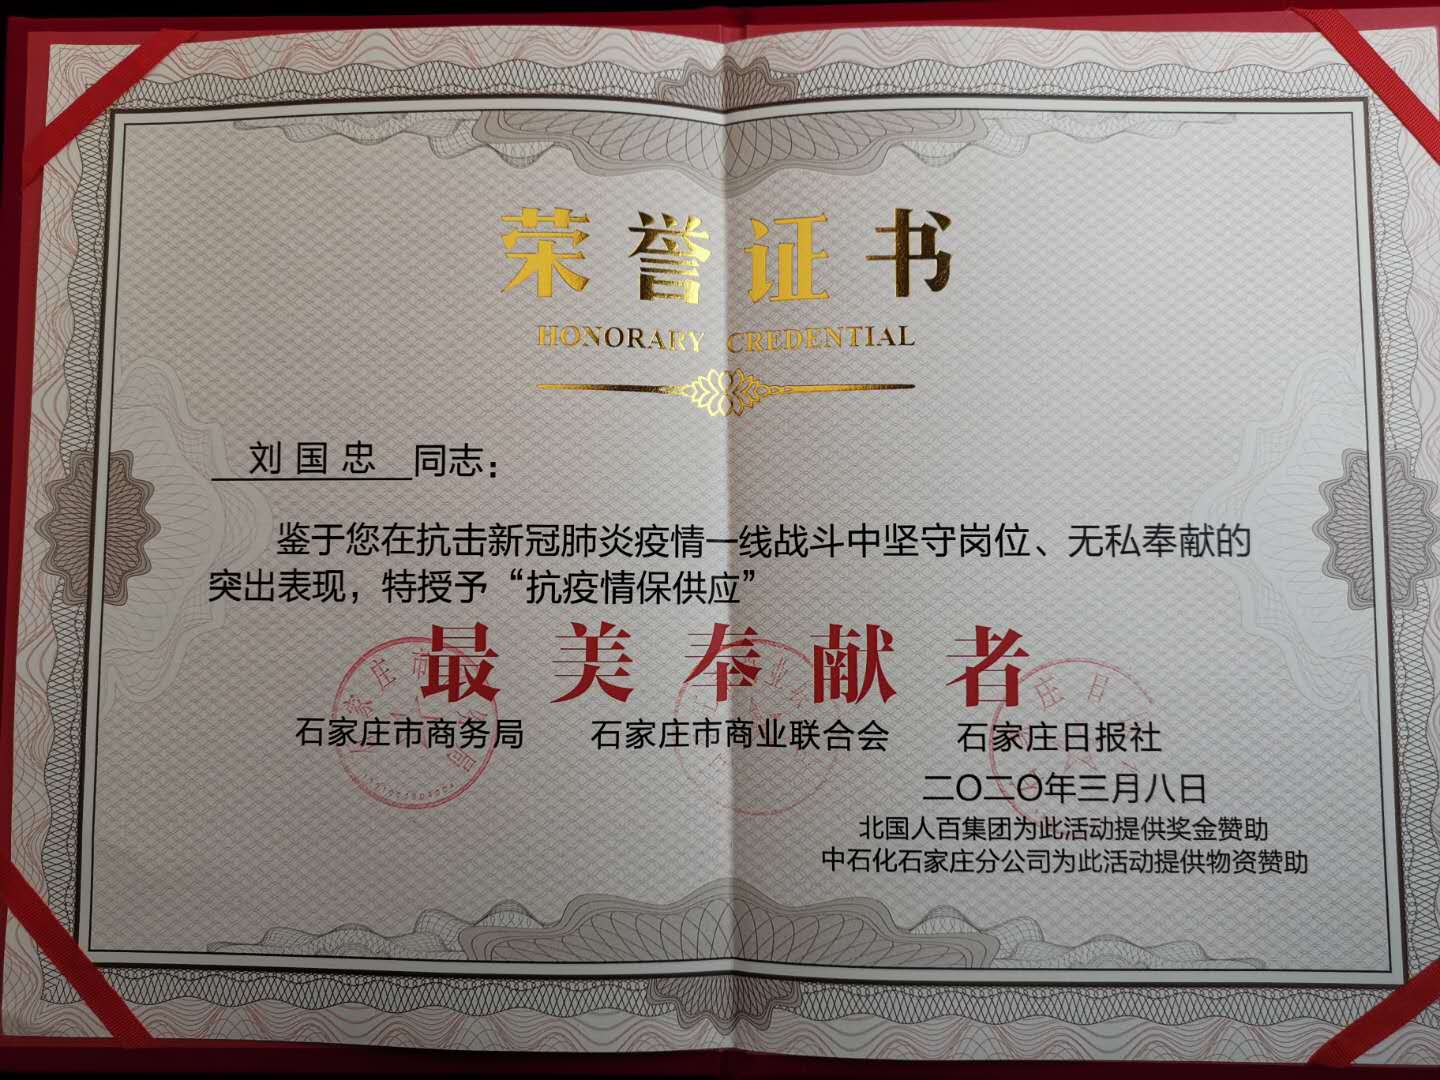 荣誉证书
HONORARY CREDENTIAL
刘国忠同志：
鉴于您在抗击新冠肺炎疫情一线战斗中坚守岗位、无私奉献的
突出表现，特授予“抗疫情保供应”
最美奉献者
石家庄市商务局 石家庄市商业联合会 石家庄日报社
二〇二〇年三月八日
北国人百集团为此活动提供奖金赞助
中石化石家庄分公司为此活动提供物资赞助